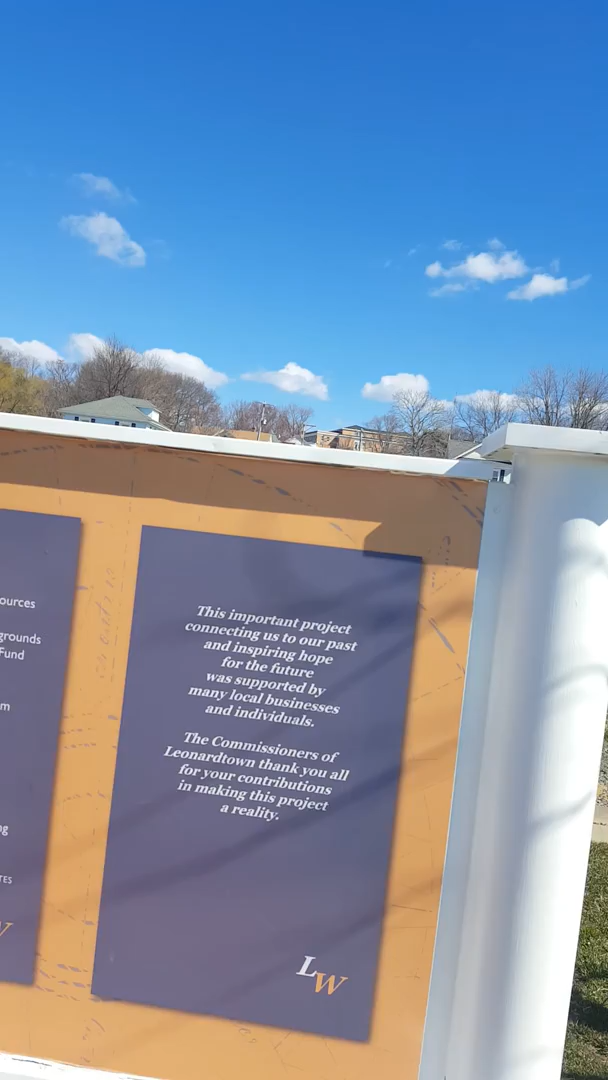 ources
grounds
Fund
m
g
TES
W
This important project
connecting us to our past
and inspiring hope
for the future
was supported by
many local businesses
and individuals.
The Commissioners of
Leonardtown thank you all
for your contributions
in making this project
a reality.
LW